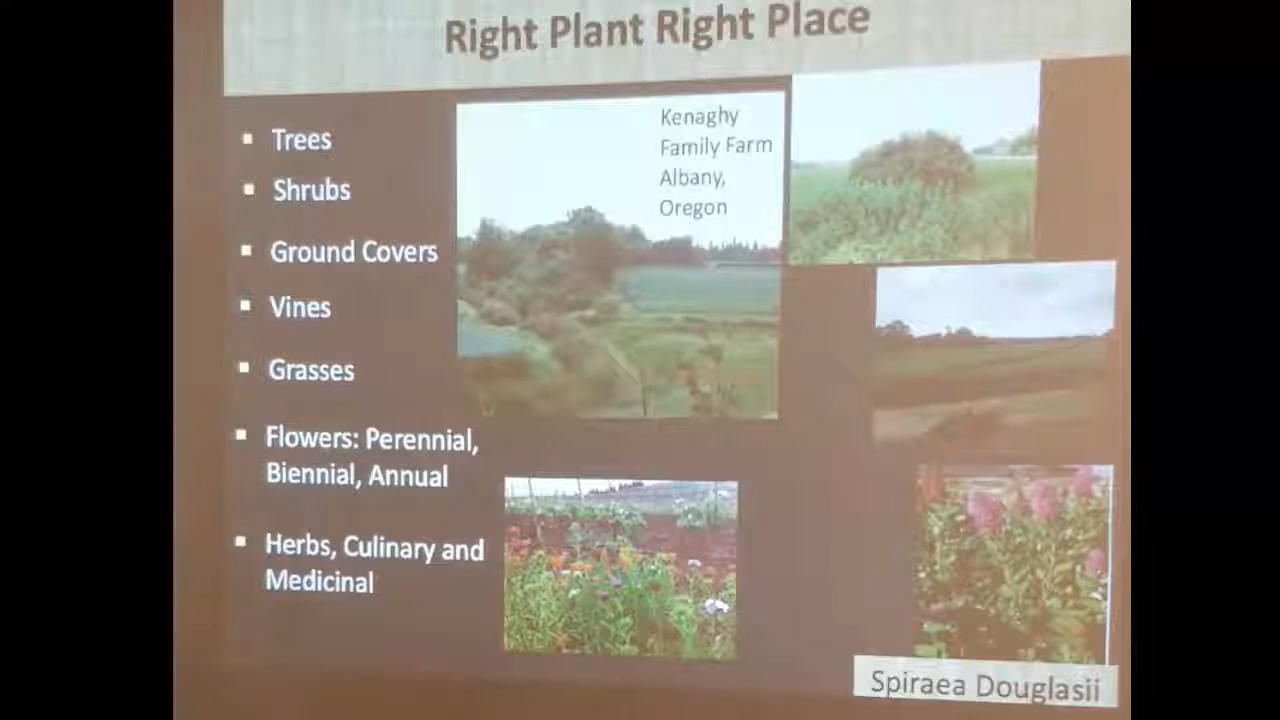 Right Plant Right Place
Trees
Shrubs
Ground Covers
Vines
Grasses
Flowers: Perennial,
Biennial, Annual
Herbs, Culinary and
Medicinal
Kenaghy
Family Farm
Albany,
Oregon
Spiraea Douglasii